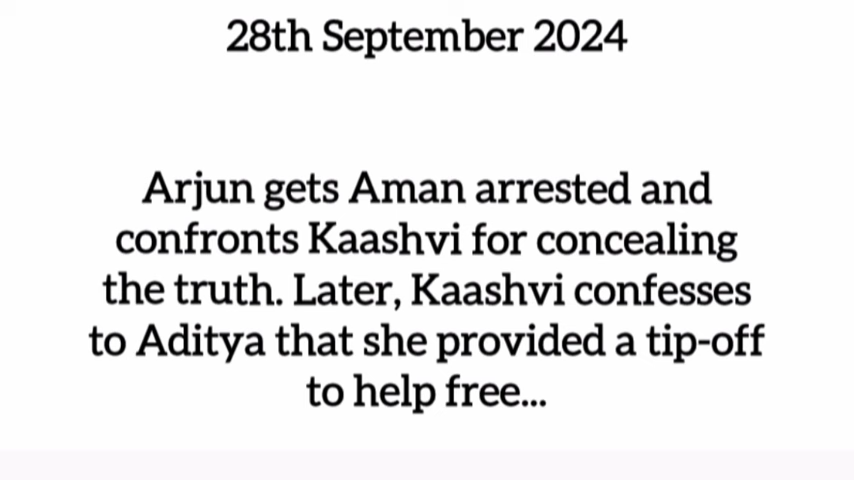 28th September 2024
Arjun gets Aman arrested and
confronts Kaashvi for concealing
the truth. Later, Kaashvi confesses
to Aditya that she provided a tip-off
to help free...